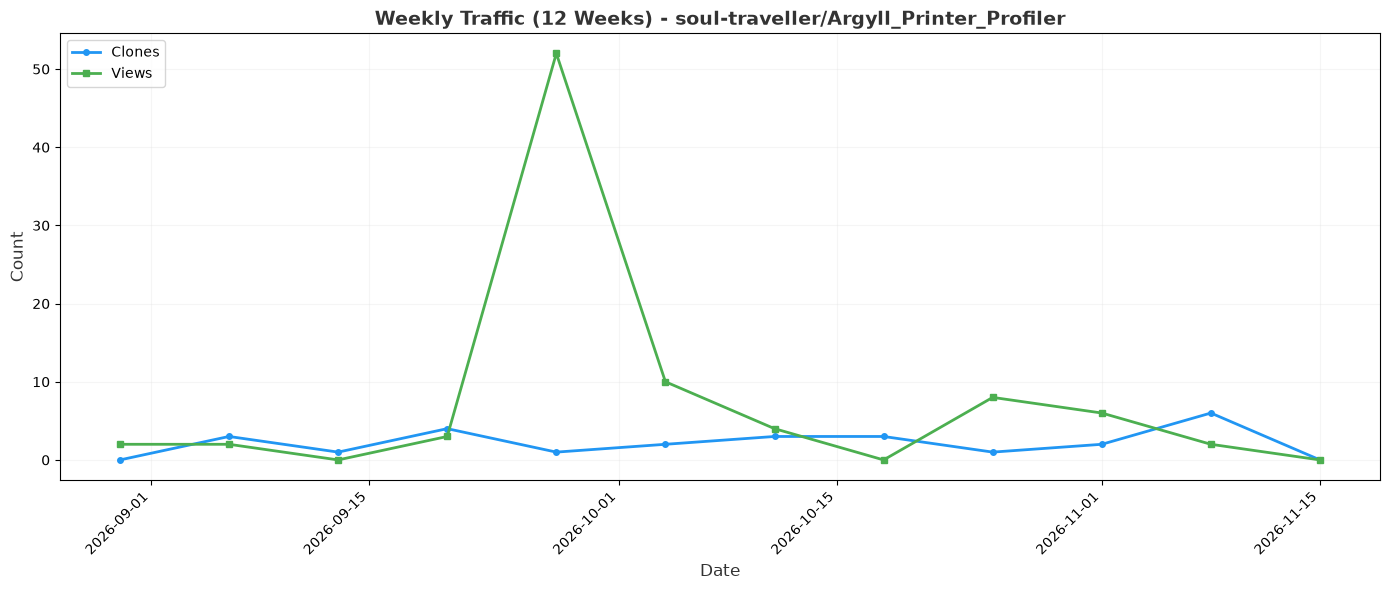 Weekly Traffic (12 Weeks) - soul-traveller/Argyll_Printer_Profiler
Clones
Views
50
40
30
20
10
0
Count
2026-09-01
2026-09-15
2026-10-01
2026-10-15
2026-11-01
2026-11-15
Date